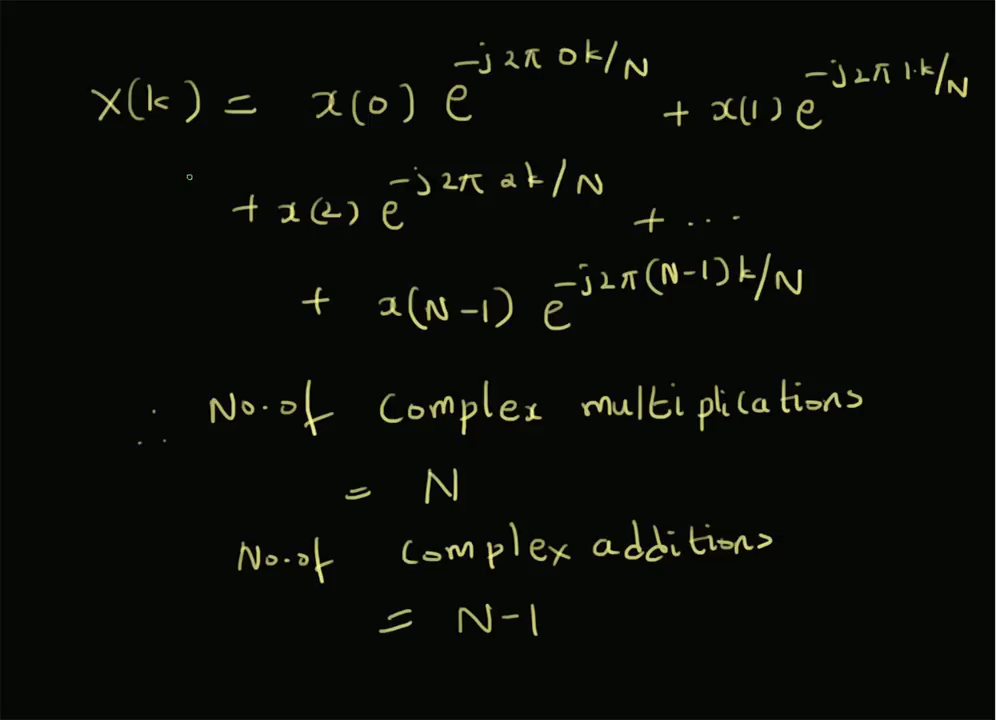 X(k) = x(0) e^{-j2π0k/N} + x(1) e^{-j2π1.k/N}
+ x(2) e^{-j2π2k/N} + ...
+ x(N-1) e^{-j2π(N-1)k/N}
∴ No. of complex multiplications
= N
No. of complex additions
= N-1